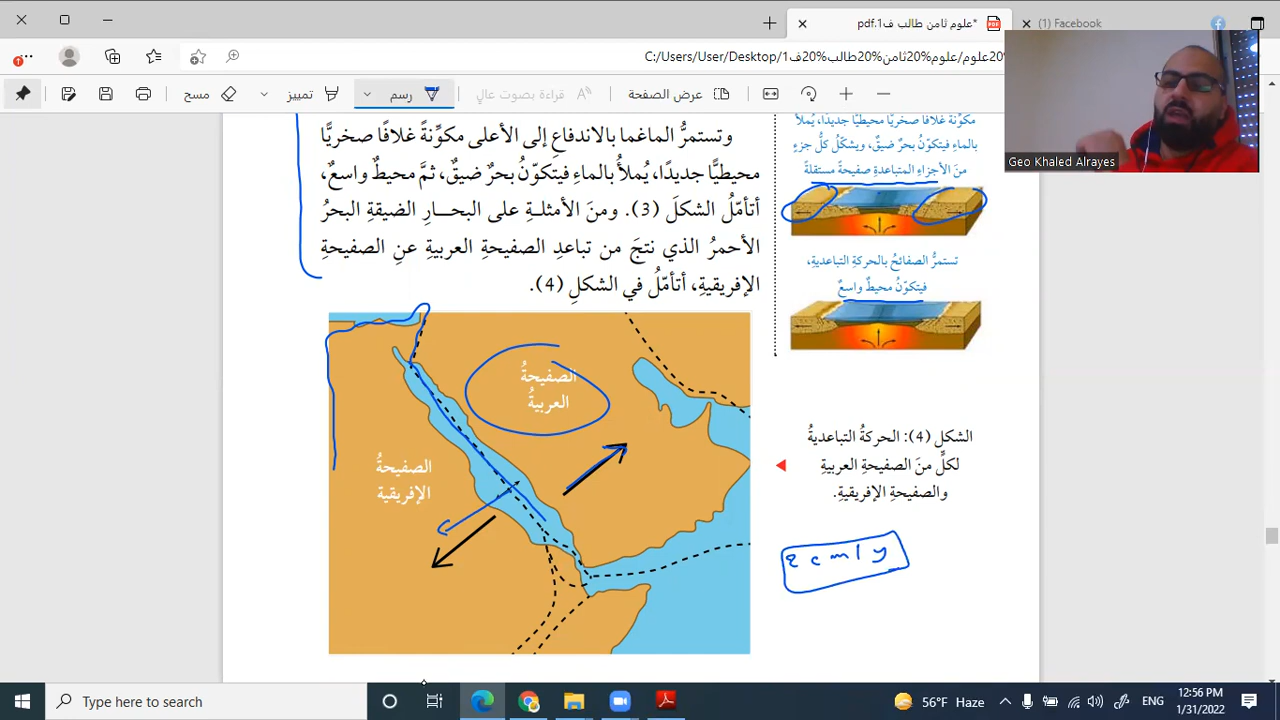 *علوم ثامن طالب ف1.pdf
(1) Facebook
C:/Users/User/Desktop/علوم/علوم%20ثامن%20طالب%20ف1
مسح
تمييز
رسم
قراءة بصوت عالٍ
عرض الصفحة
Geo Khaled Alrayes
وتستمرُّ الماغما بالاندفاعِ إلى الأعلى مكوِّنةً غلافًا صخريًّا
محيطيًّا جديدًا، يُملأُ بالماءِ فيتكوّنُ بحرٌ ضيقٌ، ثمَّ محيطٌ واسعٌ،
أتأمّلُ الشكلَ (3). ومنَ الأمثلةِ على البحارِ الضيقةِ البحرُ
الأحمرُ الذي نتجَ من تباعدِ الصفيحةِ العربيةِ عنِ الصفيحةِ
الإفريقيةِ، أتأمّلُ في الشكلِ (4).
مكوِّنةً غلافًا صخريًّا محيطيًّا جديدًا، يُملأُ
بالماءِ فيتكوّنُ بحرٌ ضيقٌ، ويشكّلُ كلُّ جزءٍ
منَ الأجزاءِ المتباعدةِ صفيحةً مستقلةً
تستمرُّ الصفائحُ بالحركةِ التباعديةِ،
فيتكوّنُ محيطٌ واسعٌ
الصفيحةُ
العربيةُ
الصفيحةُ
الإفريقية
الشكل (4): الحركةُ التباعديةُ
لكلٍّ منَ الصفيحةِ العربيةِ
والصفيحةِ الإفريقيةِ.
2 cm/y
Type here to search
56°F Haze
ENG
12:56 PM
1/31/2022